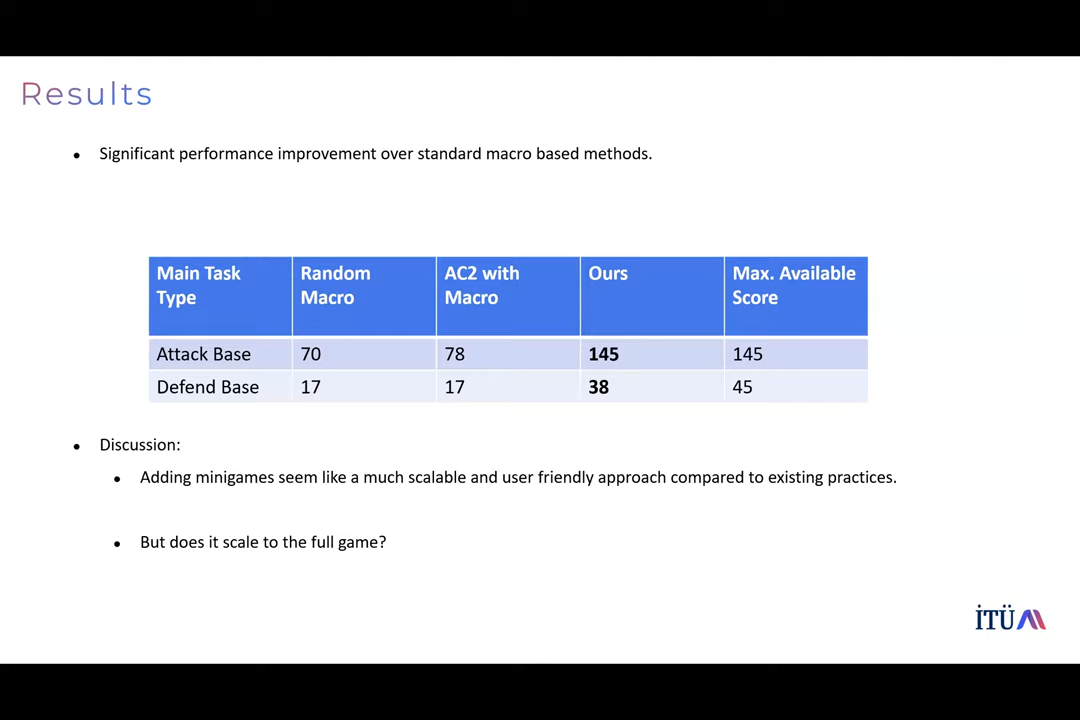 Results
Significant performance improvement over standard macro based methods.
Main Task Type
Random Macro
AC2 with Macro
Ours
Max. Available Score
Attack Base 70 78 145 145
Defend Base 17 17 38 45
Discussion:
Adding minigames seem like a much scalable and user friendly approach compared to existing practices.
But does it scale to the full game?
İTÜ